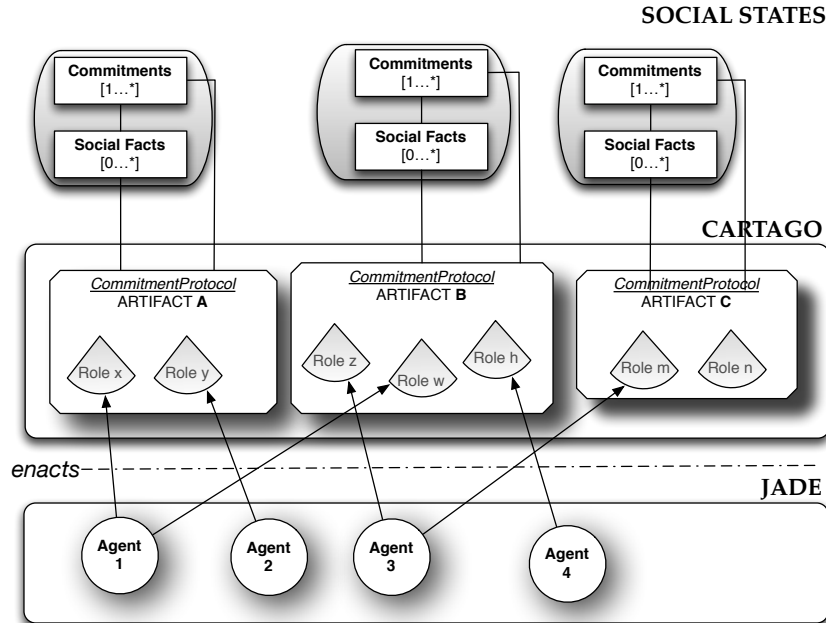 SOCIAL STATES
Commitments
[1...*]
Social Facts
[0...*]
Commitments
[1...*]
Social Facts
[0...*]
Commitments
[1...*]
Social Facts
[0...*]
CARTAGO
CommitmentProtocol
ARTIFACT A
Role x
Role y
CommitmentProtocol
ARTIFACT B
Role z
Role w
Role h
CommitmentProtocol
ARTIFACT C
Role m
Role n
enacts
JADE
Agent
1
Agent
2
Agent
3
Agent
4